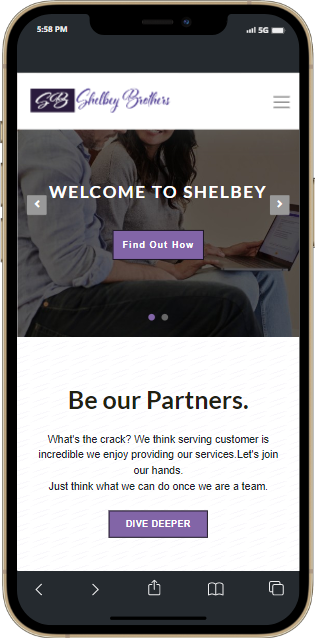 5:58 PM
5G
SB Shelbey Brothers
WELCOME TO SHELBEY
Find Out How
Be our Partners.
What's the crack? We think serving customer is
incredible we enjoy providing our services.Let's join
our hands.
Just think what we can do once we are a team.
DIVE DEEPER